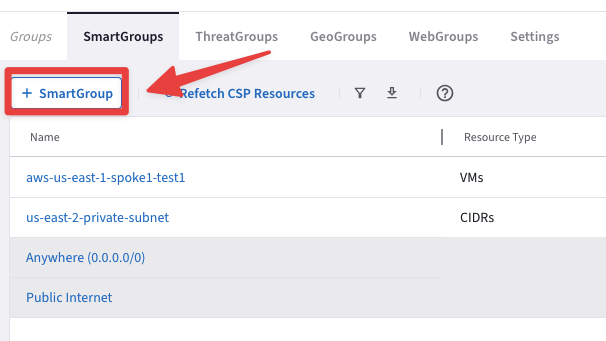 Groups SmartGroups ThreatGroups GeoGroups WebGroups Settings
+ SmartGroup Refetch CSP Resources
Name Resource Type
aws-us-east-1-spoke1-test1 VMs
us-east-2-private-subnet CIDRs
Anywhere (0.0.0.0/0)
Public Internet